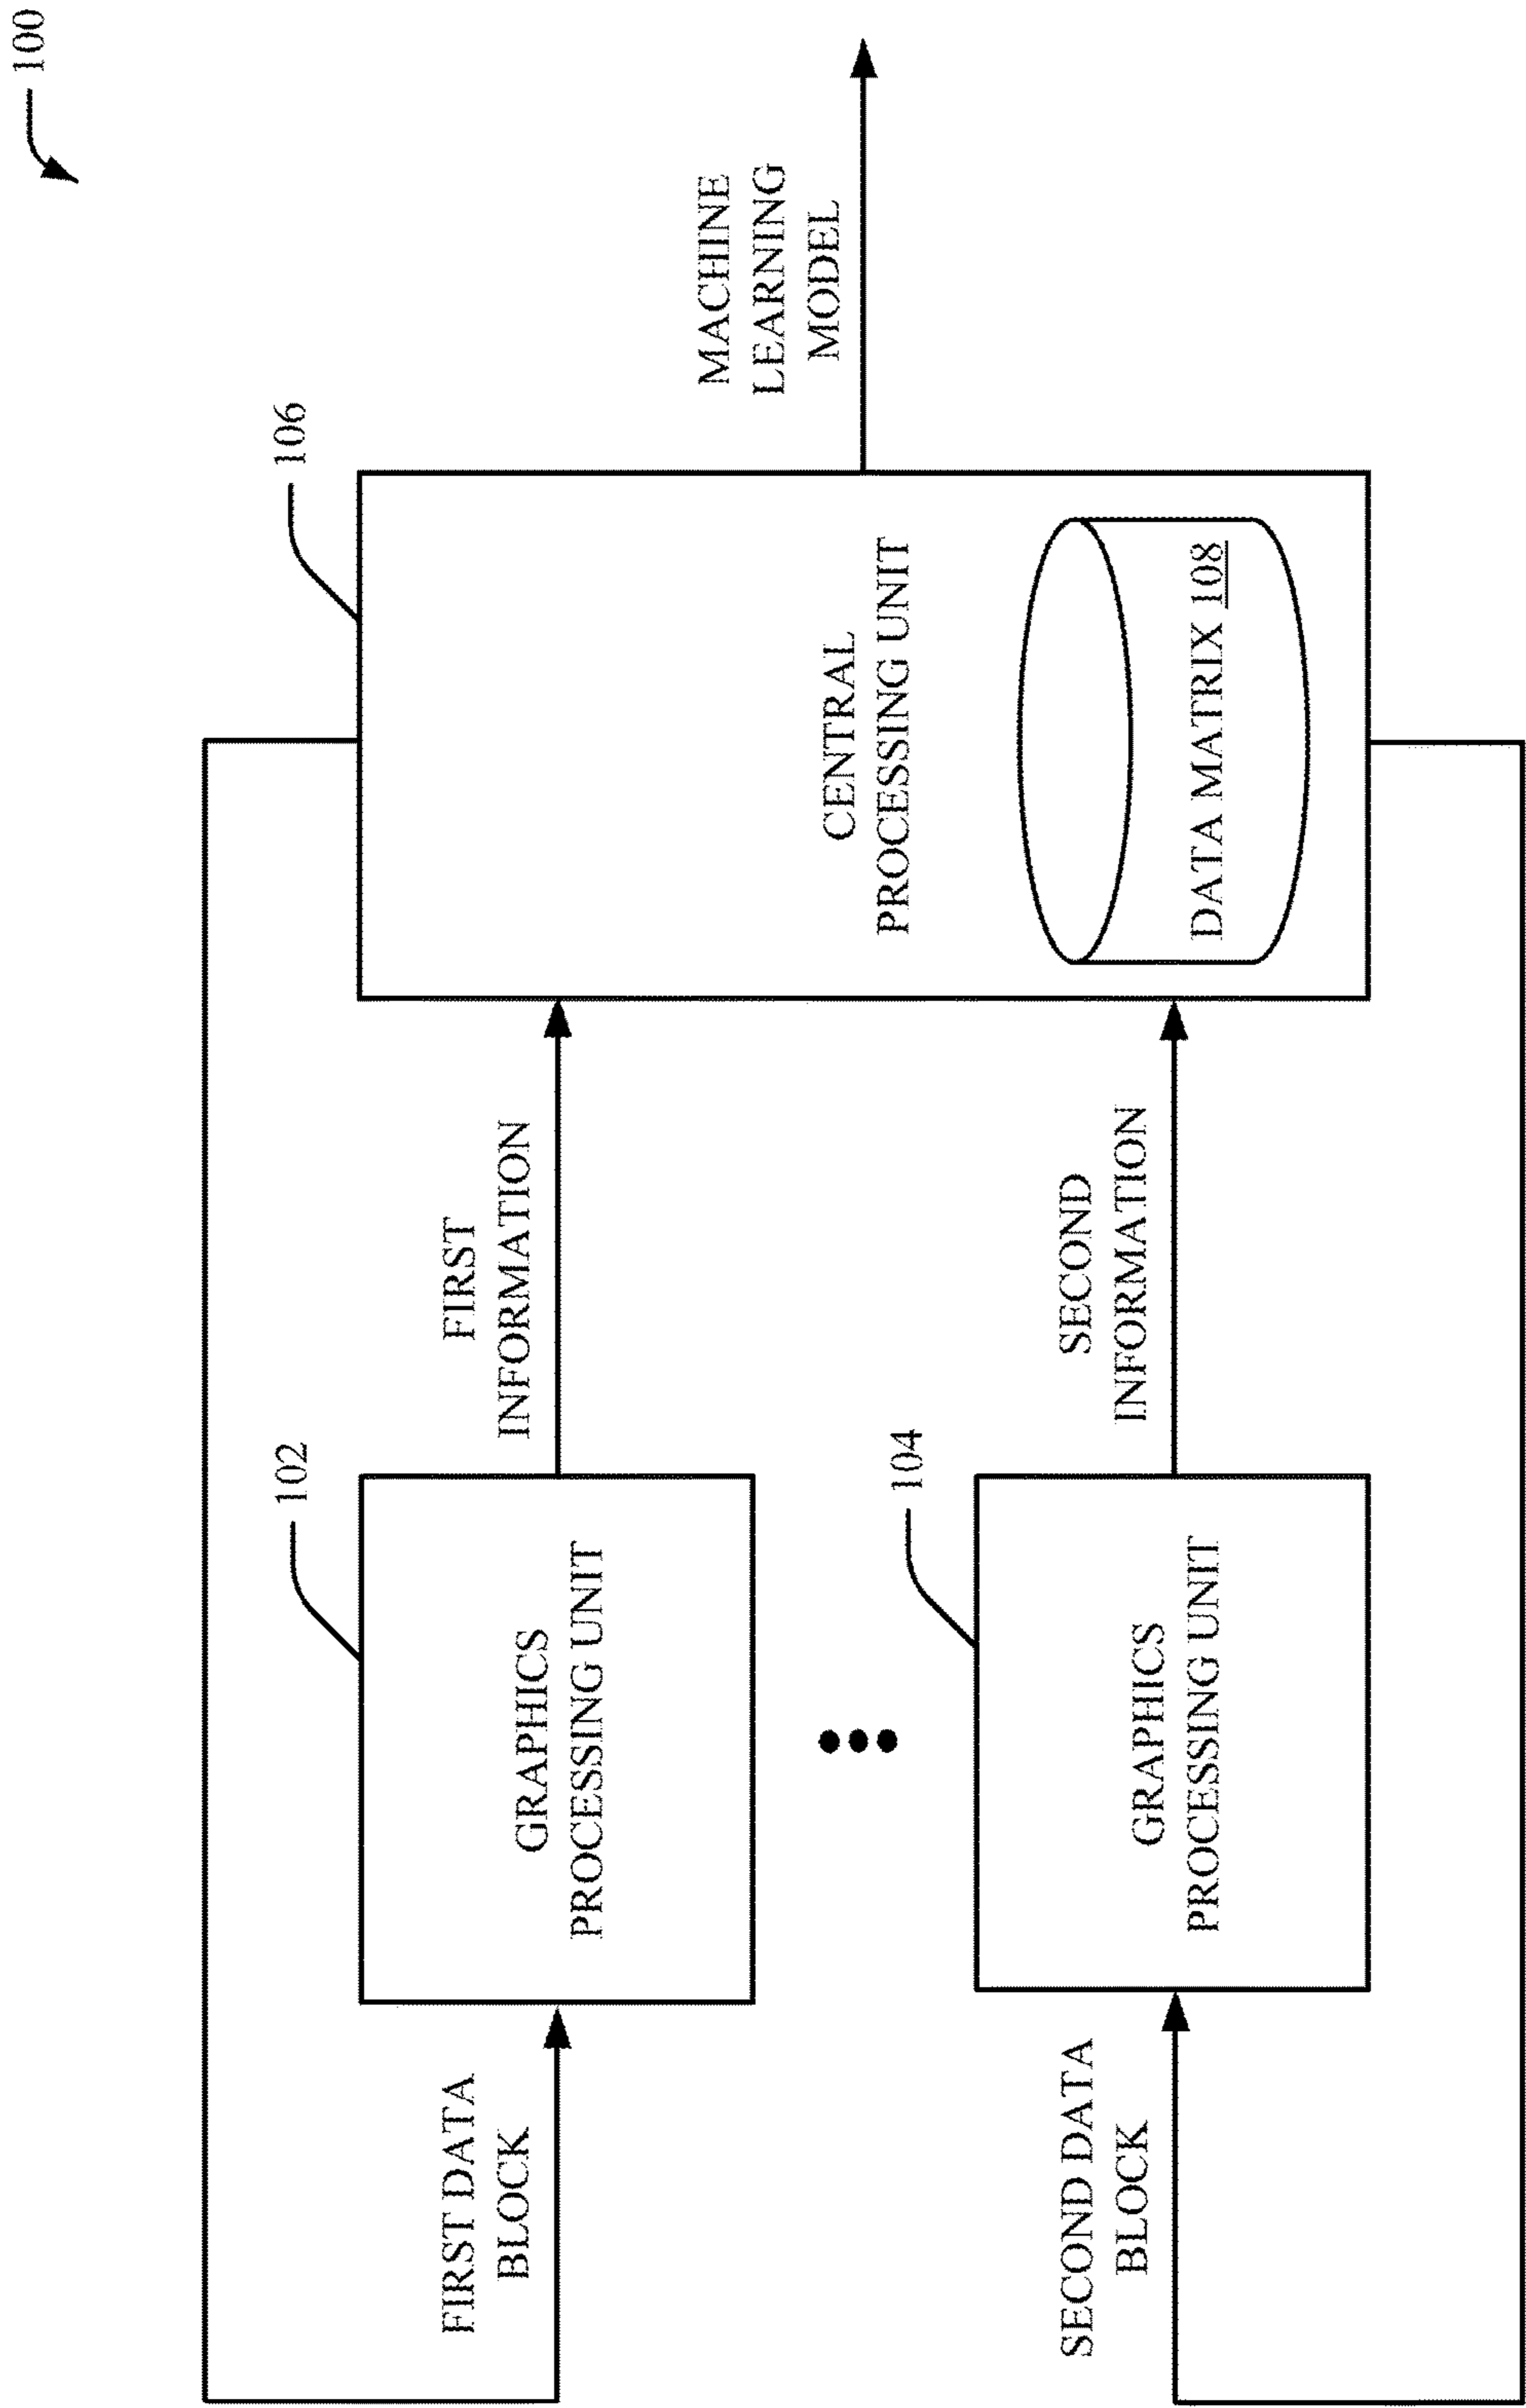 100
106
MACHINE
LEARNING
MODEL
102
FIRST DATA
BLOCK
GRAPHICS
PROCESSING UNIT
FIRST
INFORMATION
CENTRAL
PROCESSING UNIT
DATA MATRIX 108
104
SECOND DATA
BLOCK
GRAPHICS
PROCESSING UNIT
SECOND
INFORMATION